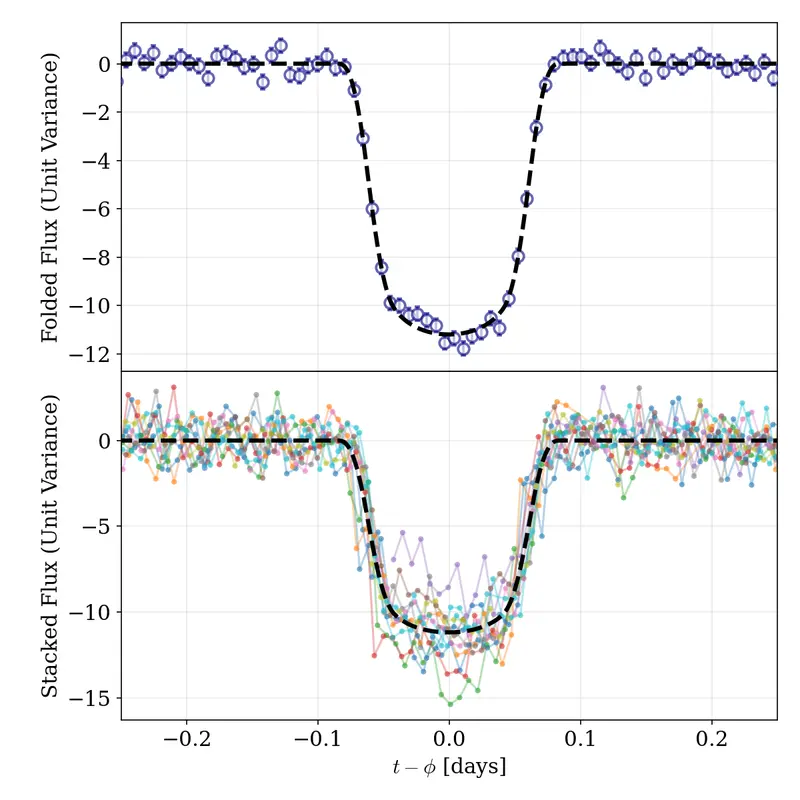 Folded Flux (Unit Variance)
0
−2
−4
−6
−8
−10
−12
Stacked Flux (Unit Variance)
0
−5
−10
−15
−0.2 −0.1 0.0 0.1 0.2
t − ϕ [days]